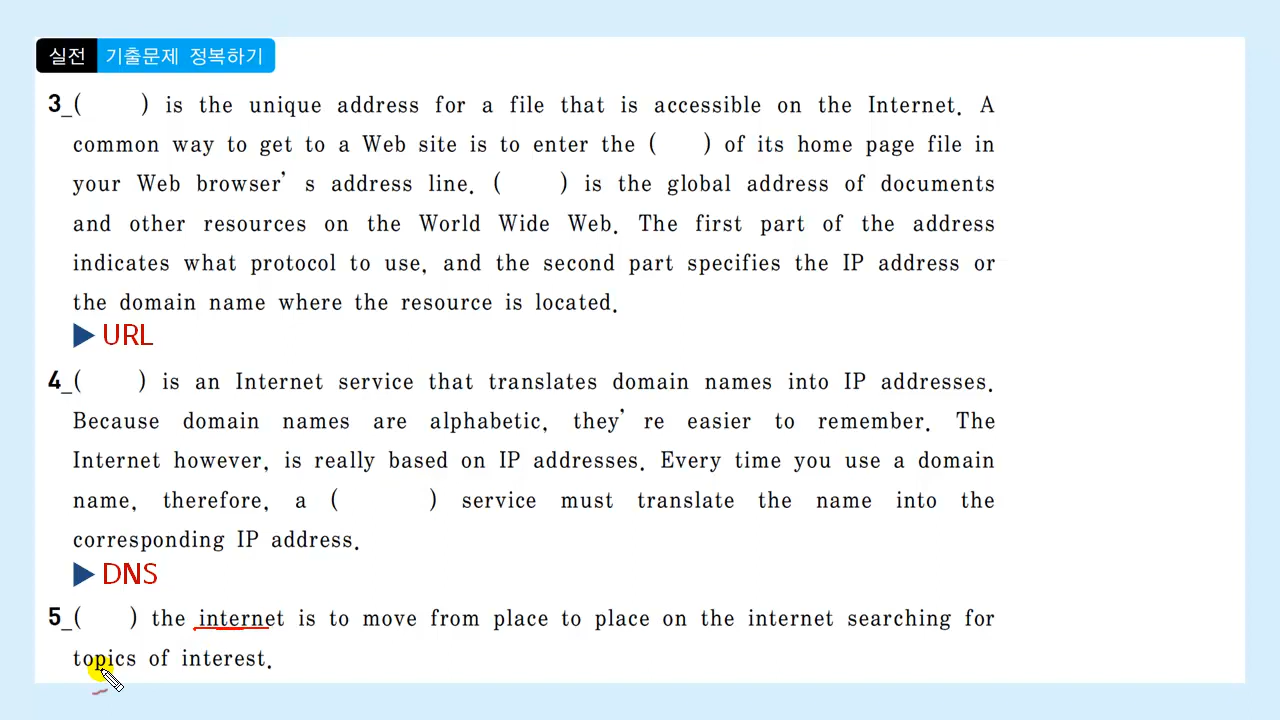 실전 기출문제 정복하기
3_( ) is the unique address for a file that is accessible on the Internet. A
common way to get to a Web site is to enter the ( ) of its home page file in
your Web browser' s address line. ( ) is the global address of documents
and other resources on the World Wide Web. The first part of the address
indicates what protocol to use, and the second part specifies the IP address or
the domain name where the resource is located.
▶ URL
4_( ) is an Internet service that translates domain names into IP addresses.
Because domain names are alphabetic, they' re easier to remember. The
Internet however, is really based on IP addresses. Every time you use a domain
name, therefore, a ( ) service must translate the name into the
corresponding IP address.
▶ DNS
5_( ) the internet is to move from place to place on the internet searching for
topics of interest.